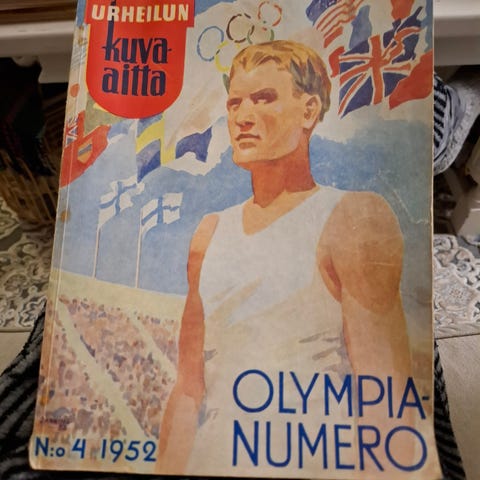 URHEILUN
kuva-
aitta
OLYMPIA-
NUMERO
N:o 4 1952